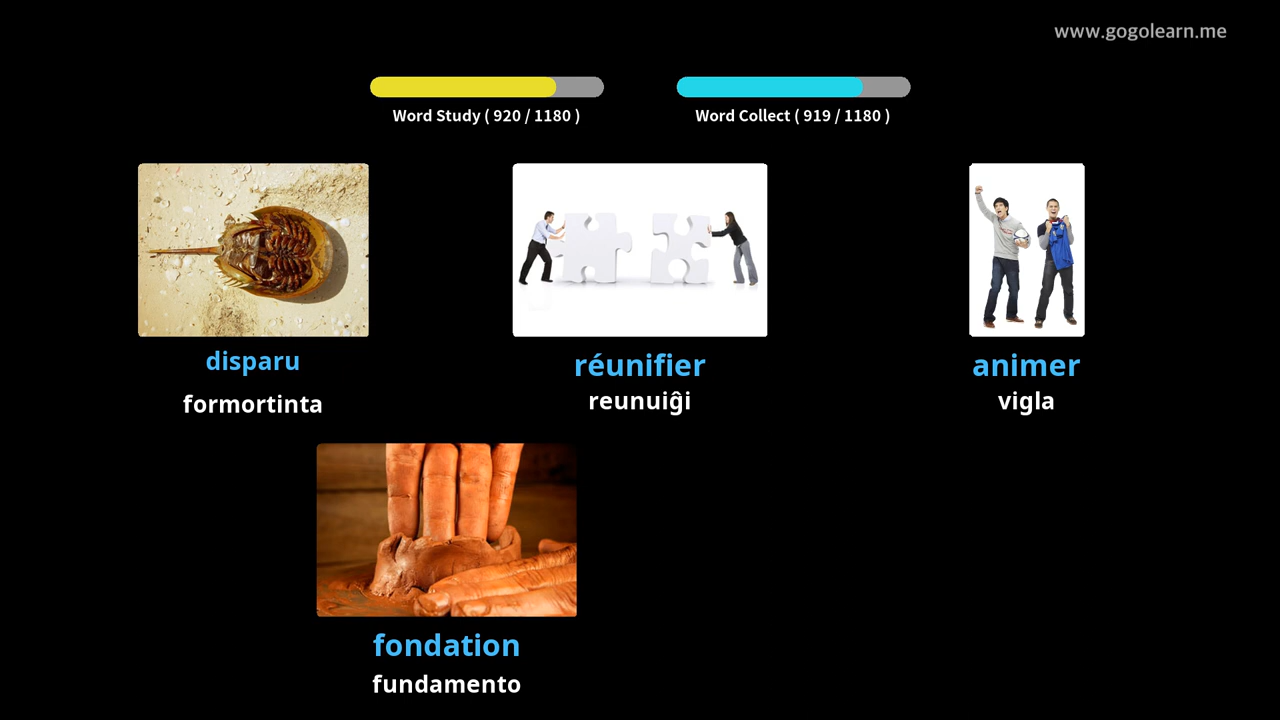 www.gogolearn.me
Word Study ( 920 / 1180 )
Word Collect ( 919 / 1180 )
disparu
formortinta
réunifier
reunuiĝi
animer
vigla
fondation
fundamento